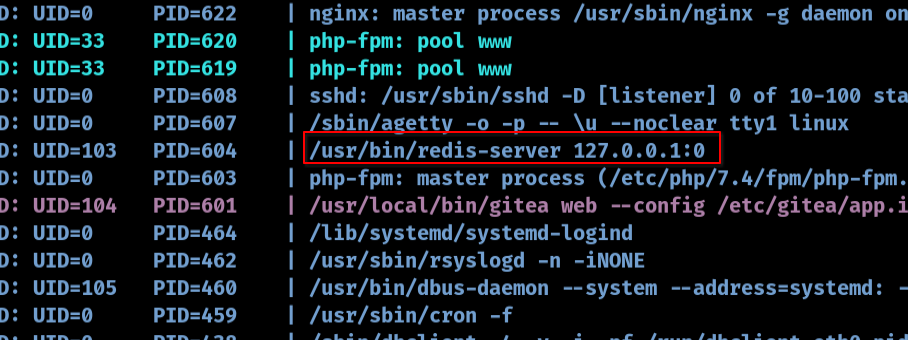 D: UID=0 PID=622 | nginx: master process /usr/sbin/nginx -g daemon on
D: UID=33 PID=620 | php-fpm: pool www
D: UID=33 PID=619 | php-fpm: pool www
D: UID=0 PID=608 | sshd: /usr/sbin/sshd -D [listener] 0 of 10-100 sta
D: UID=0 PID=607 | /sbin/agetty -o -p -- \u --noclear tty1 linux
D: UID=103 PID=604 | /usr/bin/redis-server 127.0.0.1:0
D: UID=0 PID=603 | php-fpm: master process (/etc/php/7.4/fpm/php-fpm.
D: UID=104 PID=601 | /usr/local/bin/gitea web --config /etc/gitea/app.i
D: UID=0 PID=464 | /lib/systemd/systemd-logind
D: UID=0 PID=462 | /usr/sbin/rsyslogd -n -iNONE
D: UID=105 PID=460 | /usr/bin/dbus-daemon --system --address=systemd: -
D: UID=0 PID=459 | /usr/sbin/cron -f